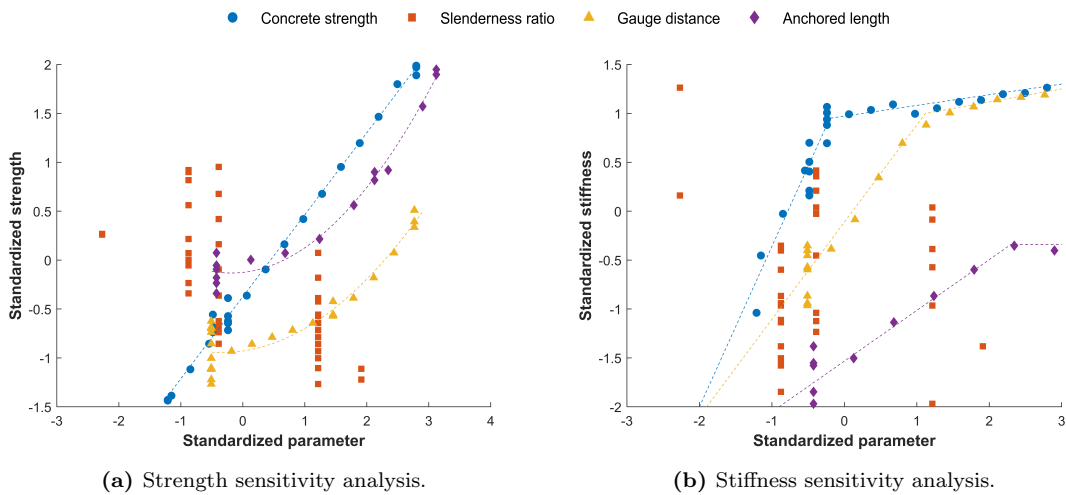 Concrete strength Slenderness ratio Gauge distance Anchored length
Standardized strength
2
1.5
1
0.5
0
-0.5
-1
-1.5
-3 -2 -1 0 1 2 3 4
Standardized parameter
(a) Strength sensitivity analysis.
Standardized stiffness
1.5
1
0.5
0
-0.5
-1
-1.5
-2
-3 -2 -1 0 1 2 3
Standardized parameter
(b) Stiffness sensitivity analysis.